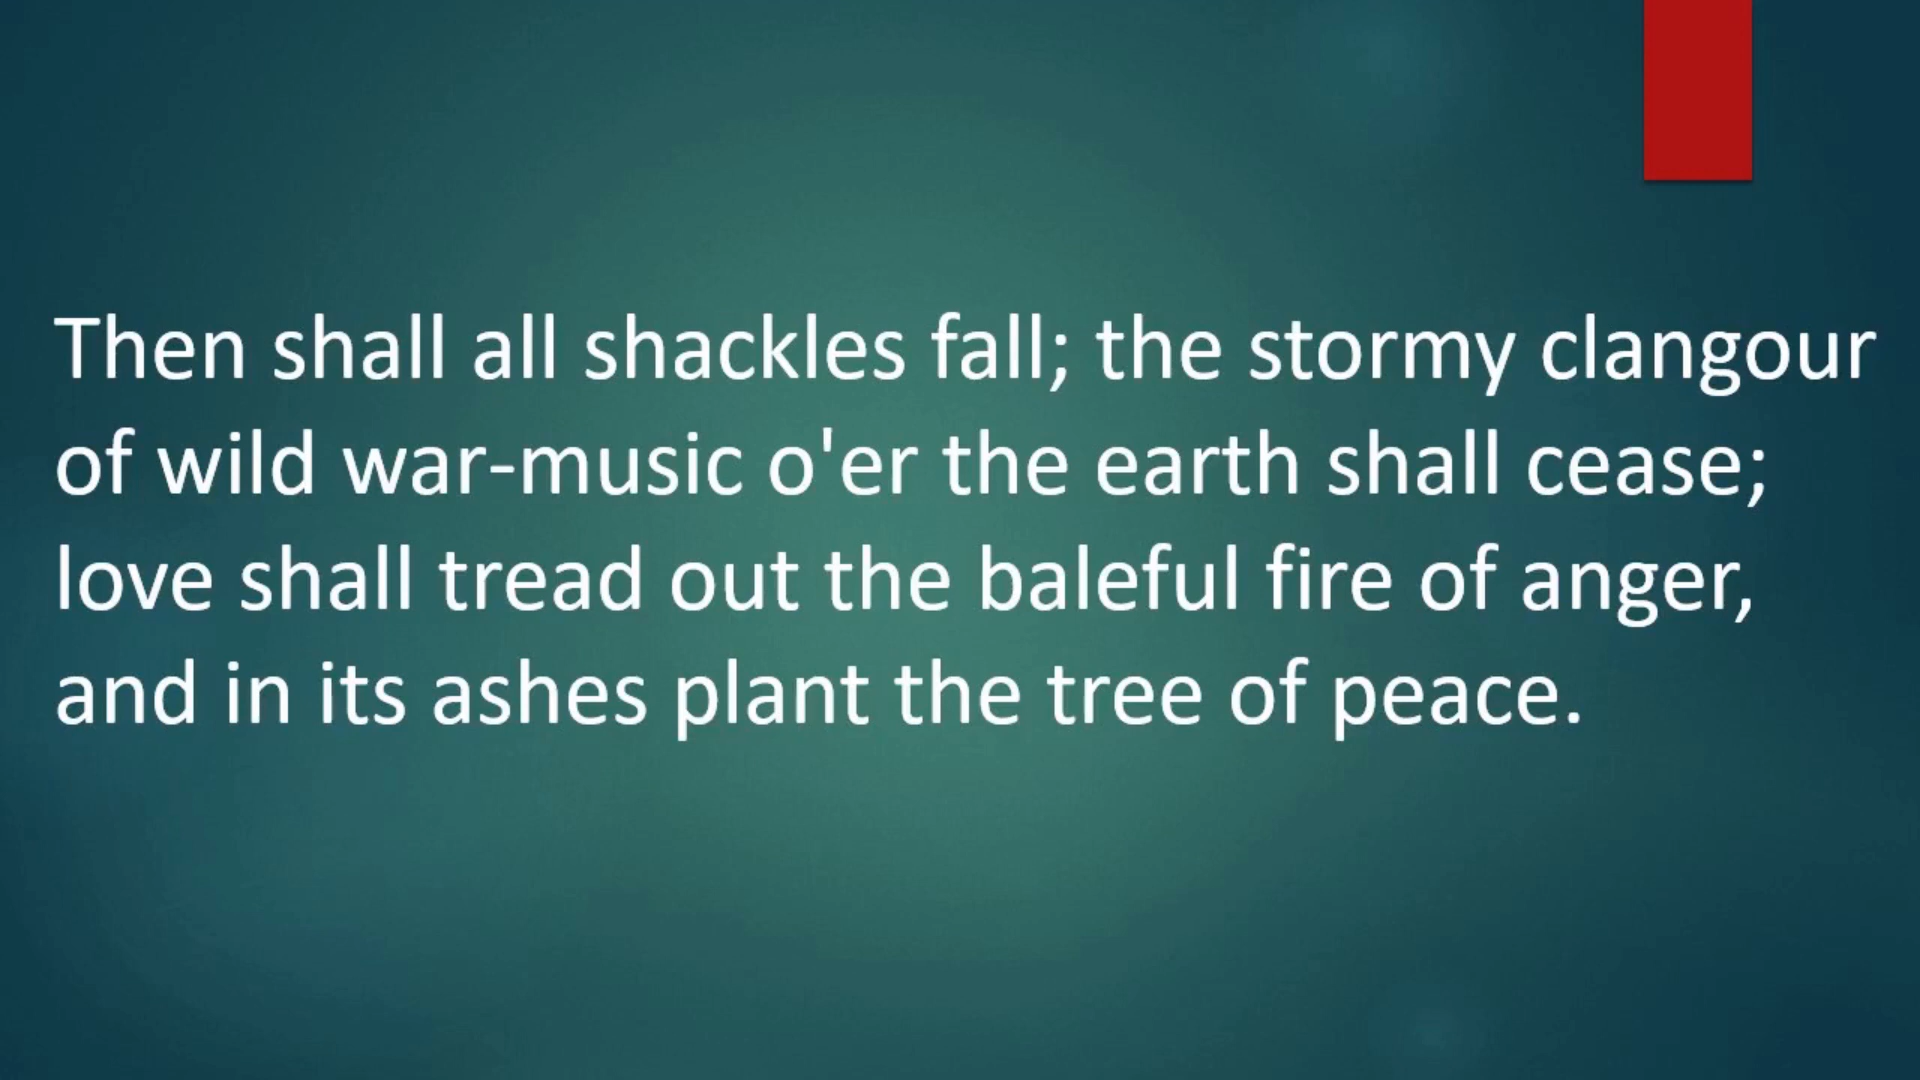 Then shall all shackles fall; the stormy clangour
of wild war-music o'er the earth shall cease;
love shall tread out the baleful fire of anger,
and in its ashes plant the tree of peace.